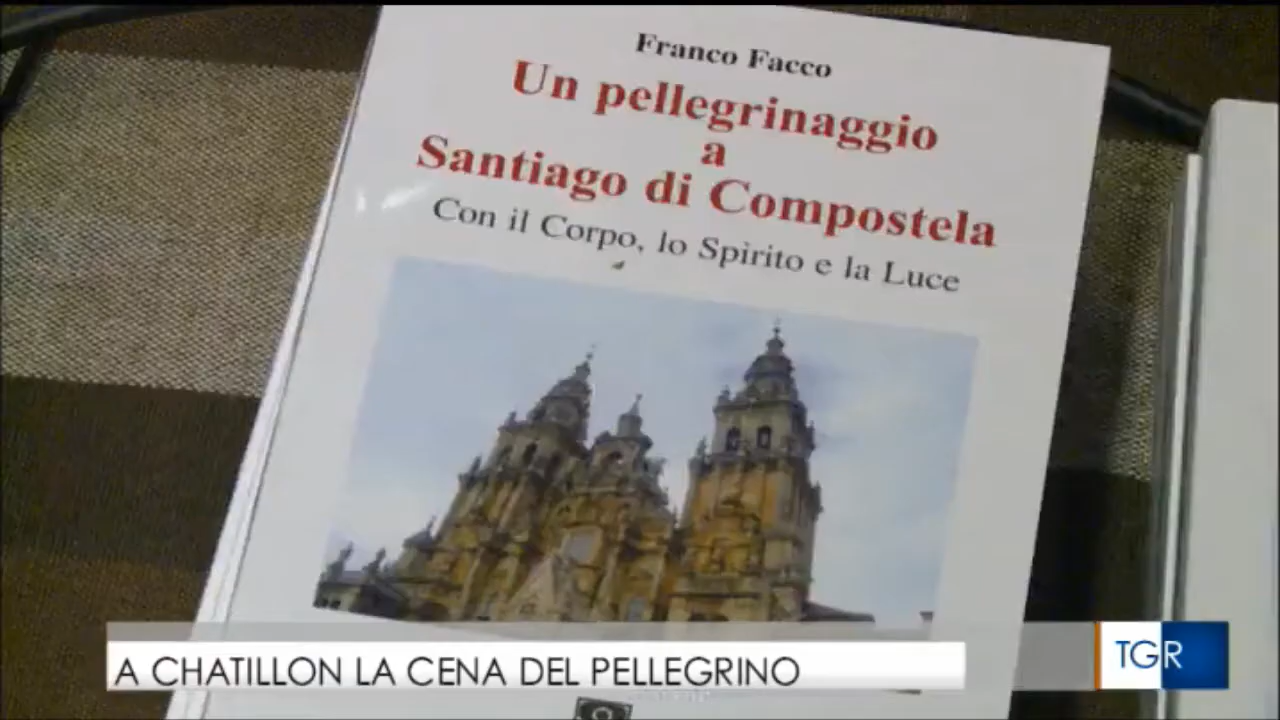 Franco Facco
Un pellegrinaggio
a
Santiago di Compostela
Con il Corpo, lo Spirito e la Luce
A CHATILLON LA CENA DEL PELLEGRINO
TGR